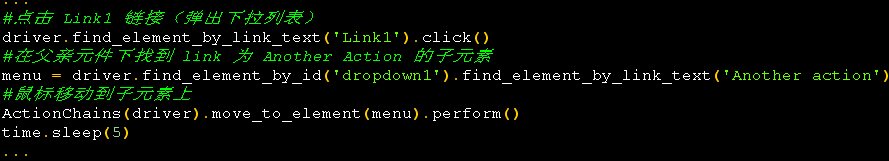 ...
#点击 Link1 链接（弹出下拉列表）
driver.find_element_by_link_text('Link1').click()
#在父亲元件下找到 link 为 Another Action 的子元素
menu = driver.find_element_by_id('dropdown1').find_element_by_link_text('Another action')
#鼠标移动到子元素上
ActionChains(driver).move_to_element(menu).perform()
time.sleep(5)
...